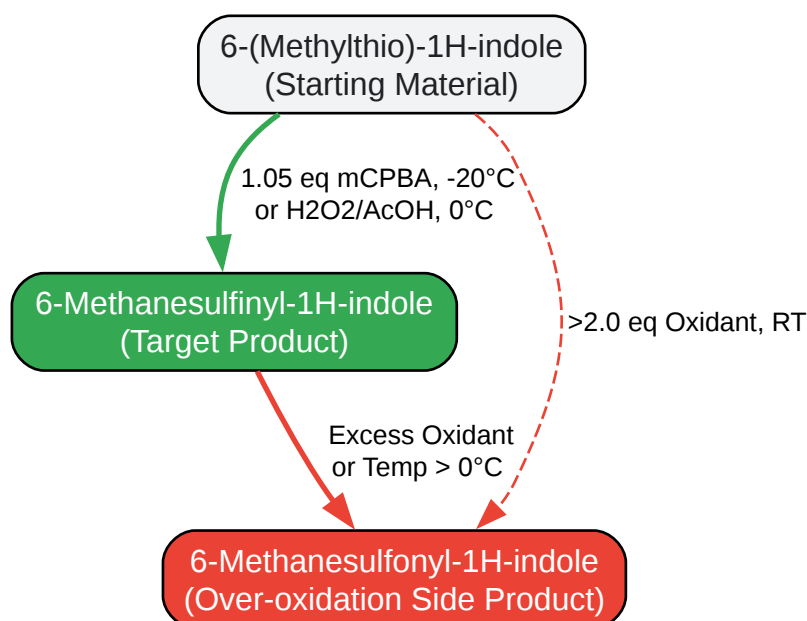 6-(Methylthio)-1H-indole
(Starting Material)
1.05 eq mCPBA, -20°C
or H2O2/AcOH, 0°C
6-Methanesulfinyl-1H-indole
(Target Product)
>2.0 eq Oxidant, RT
Excess Oxidant
or Temp > 0°C
6-Methanesulfonyl-1H-indole
(Over-oxidation Side Product)